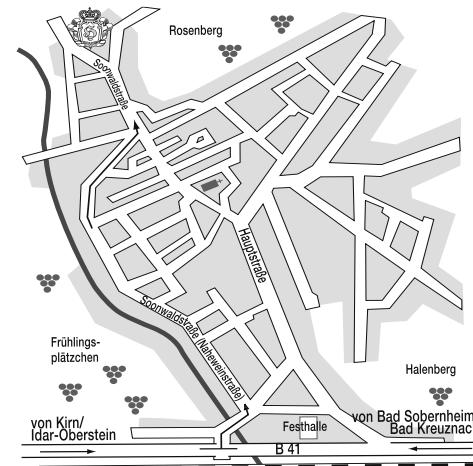 Rosenberg
Soonwaldstraße
Hauptstraße
Soonwaldstraße (Naheweinstraße)
Frühlings-
plätzchen
Halenberg
von Kirn/
Idar-Oberstein
Festhalle
von Bad Sobernheim
Bad Kreuznac
B 41